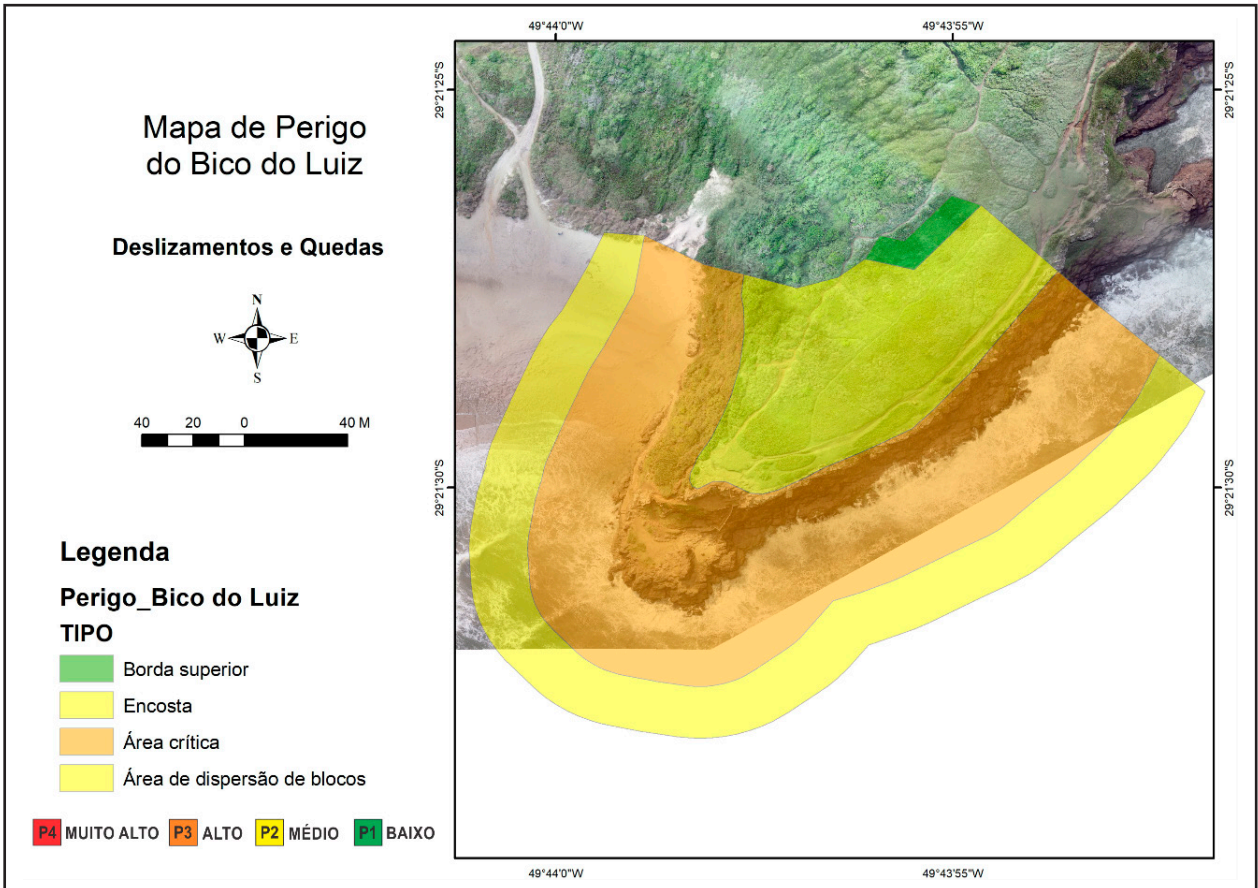 Mapa de Perigo
do Bico do Luiz
Deslizamentos e Quedas
N
W E
S
40 20 0 40 M
Legenda
Perigo_Bico do Luiz
TIPO
Borda superior
Encosta
Área crítica
Área de dispersão de blocos
P4 MUITO ALTO P3 ALTO P2 MÉDIO P1 BAIXO
49°44'0"W 49°43'55"W
29°21'25"S 29°21'25"S
29°21'30"S 29°21'30"S
49°44'0"W 49°43'55"W